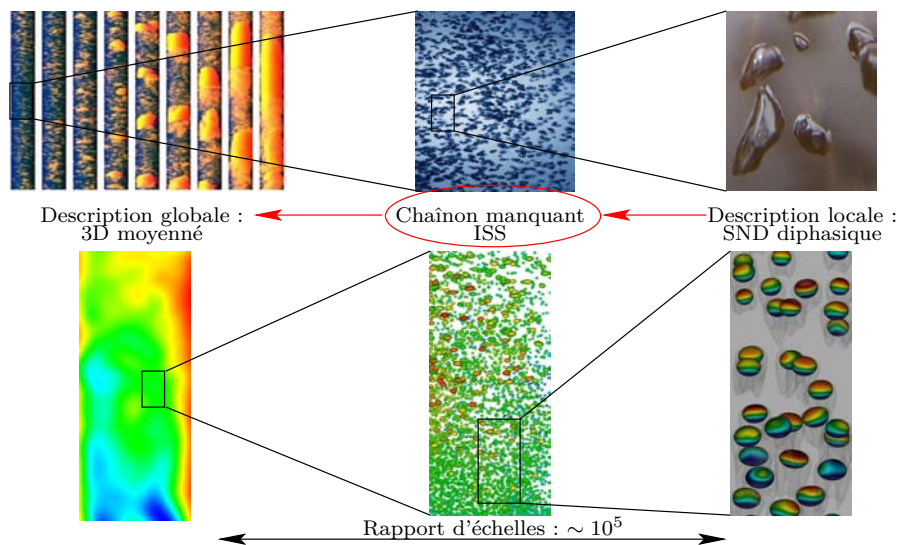 Description globale :
3D moyenné
Chaînon manquant
ISS
Description locale :
SND diphasique
Rapport d'échelles : ∼ 10⁵